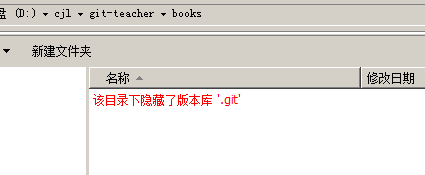 盘 (D:) ▾ cjl ▾ git-teacher ▾ books
新建文件夹
名称 修改日期
该目录下隐藏了版本库 '.git'